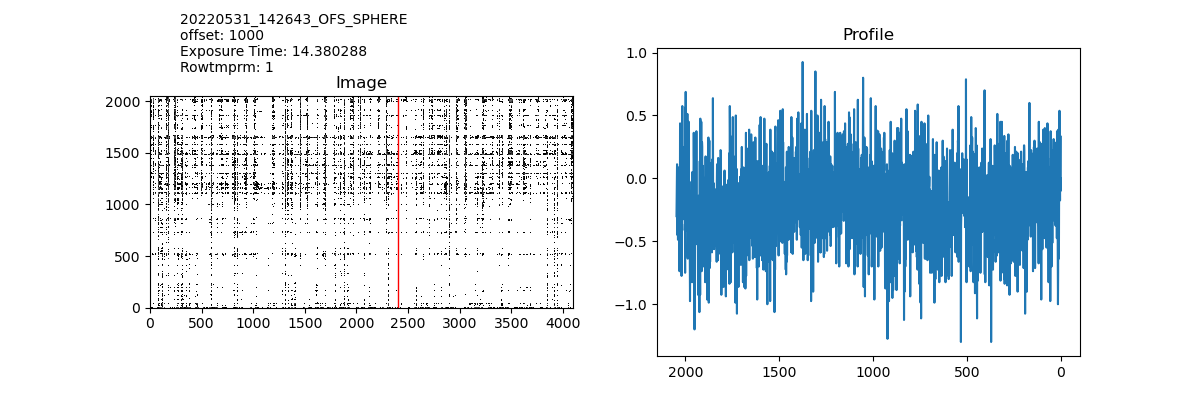 20220531_142643_OFS_SPHERE
offset: 1000
Exposure Time: 14.380288
Rowtmprm: 1
Image
2000
1500
1000
500
0
0 500 1000 1500 2000 2500 3000 3500 4000
Profile
1.0
0.5
0.0
−0.5
−1.0
2000 1500 1000 500 0